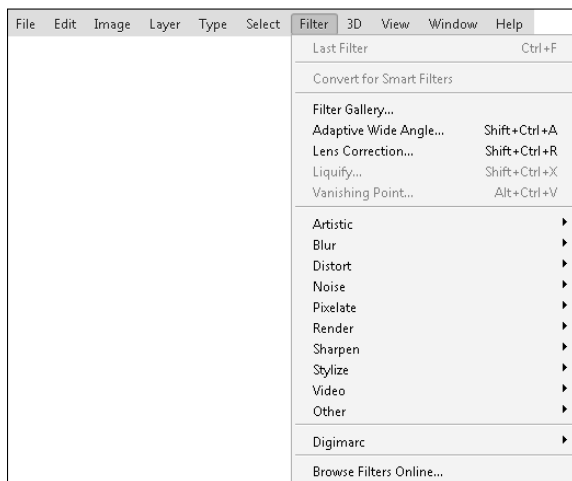 File Edit Image Layer Type Select Filter 3D View Window Help
Last Filter Ctrl+F
Convert for Smart Filters
Filter Gallery...
Adaptive Wide Angle... Shift+Ctrl+A
Lens Correction... Shift+Ctrl+R
Liquify... Shift+Ctrl+X
Vanishing Point... Alt+Ctrl+V
Artistic
Blur
Distort
Noise
Pixelate
Render
Sharpen
Stylize
Video
Other
Digimarc
Browse Filters Online...